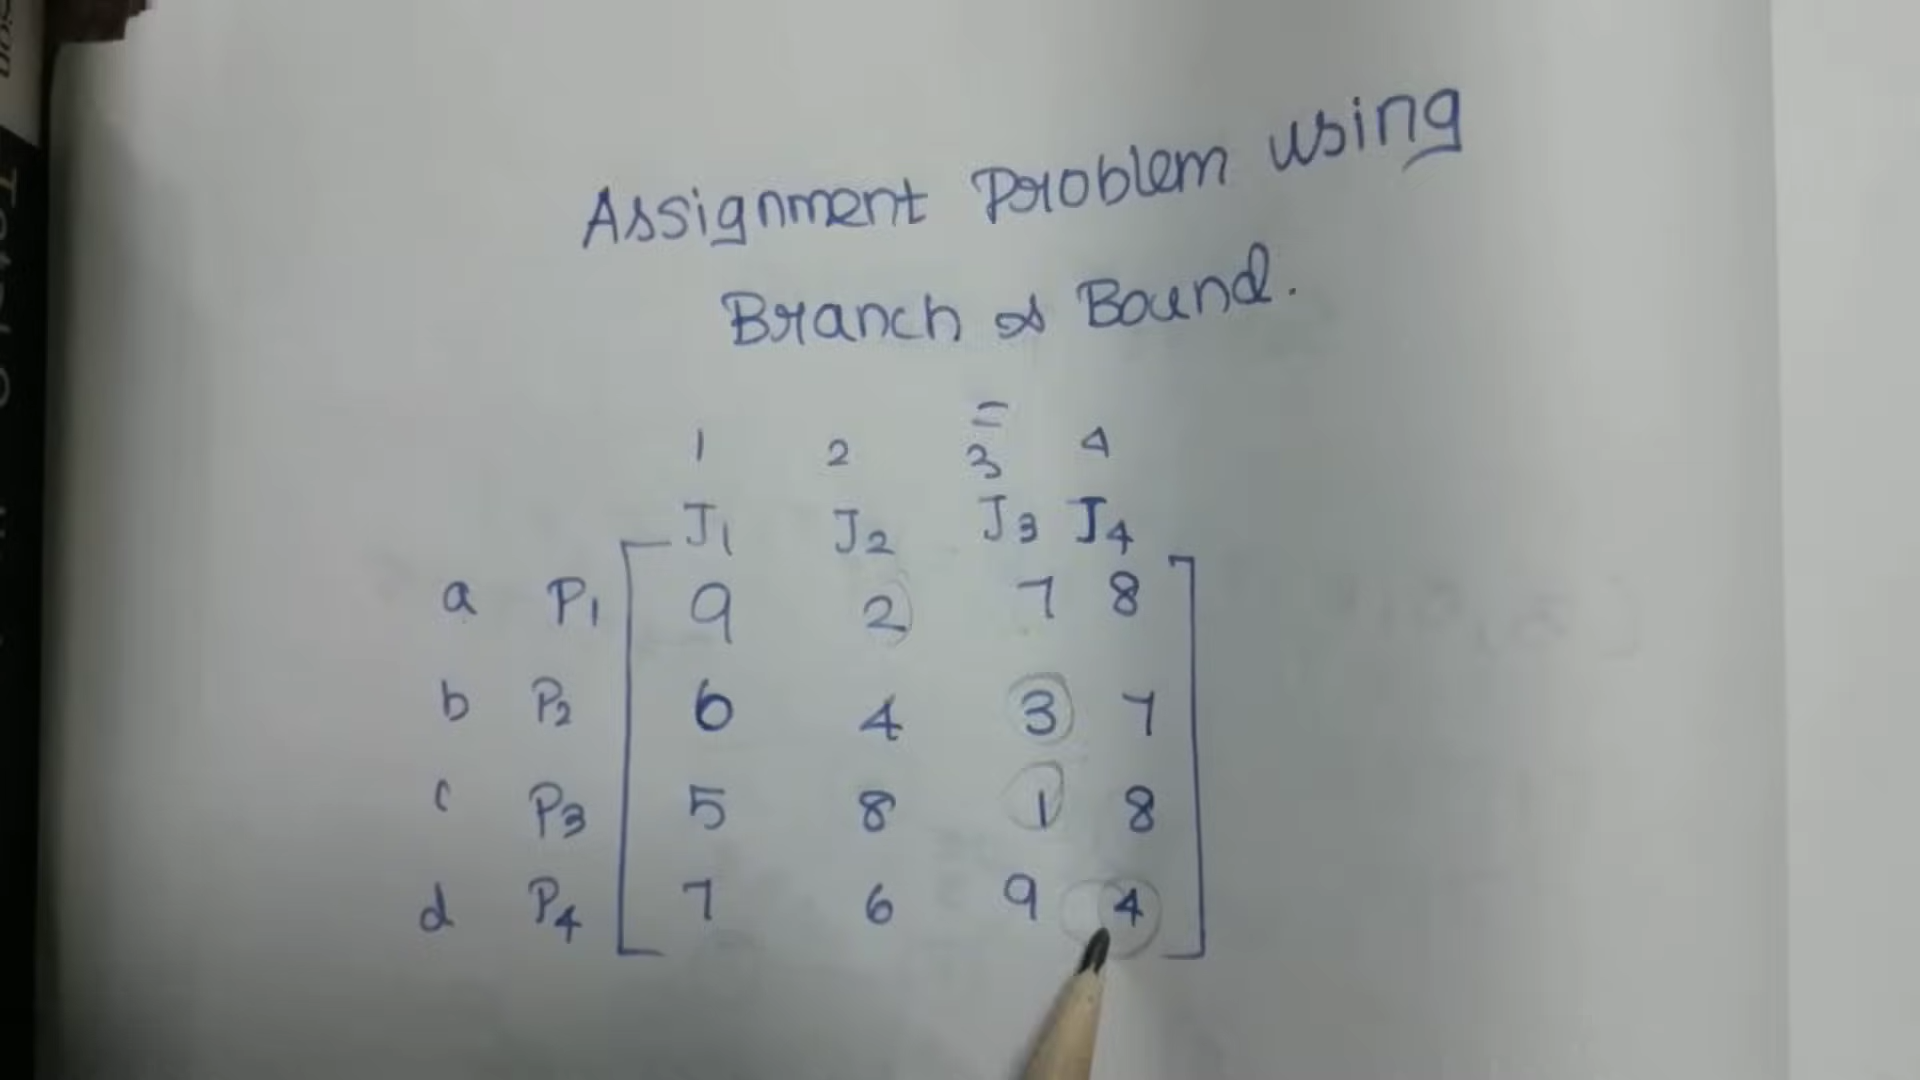 Assignment Problem using
Branch & Bound.
1 2 3 4
J1 J2 J3 J4
a P1 9 2 7 8
b P2 6 4 3 7
c P3 5 8 1 8
d P4 7 6 9 4